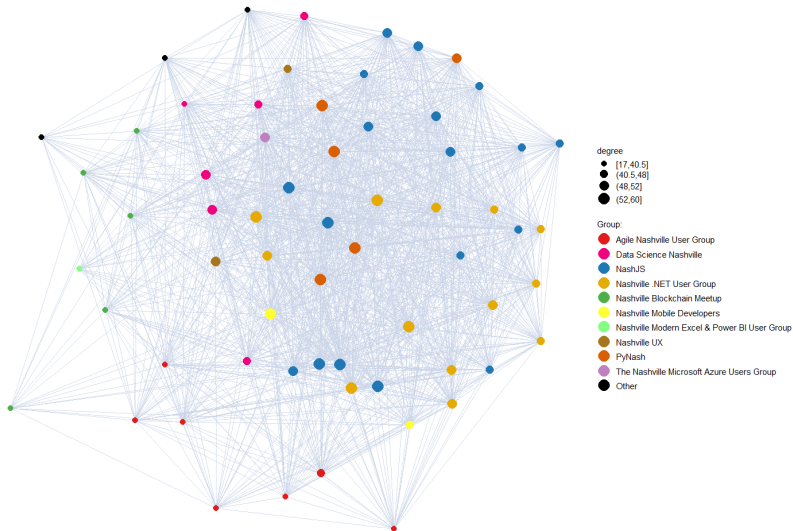 degree
[17,40.5]
(40.5,48]
(48,52]
(52,60]
Group:
Agile Nashville User Group
Data Science Nashville
NashJS
Nashville .NET User Group
Nashville Blockchain Meetup
Nashville Mobile Developers
Nashville Modern Excel & Power BI User Group
Nashville UX
PyNash
The Nashville Microsoft Azure Users Group
Other